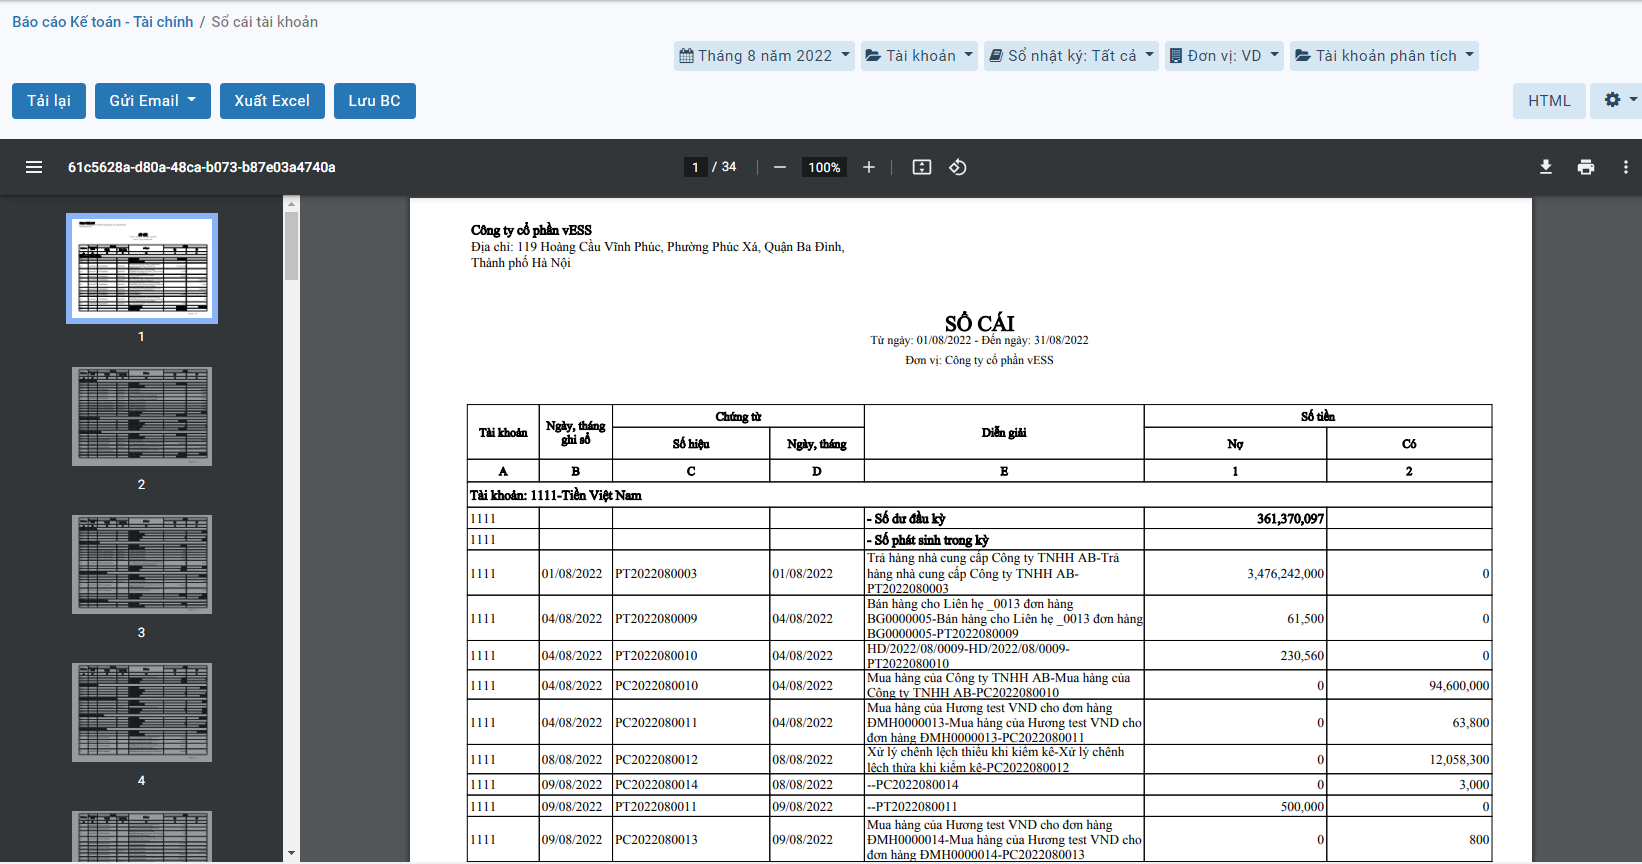 Báo cáo Kế toán - Tài chính / Sổ cái tài khoản
Tháng 8 năm 2022
Tài khoản
Sổ nhật ký: Tất cả
Đơn vị: VD
Tài khoản phân tích
Tải lại
Gửi Email
Xuất Excel
Lưu BC
HTML
61c5628a-d80a-48ca-b073-b87e03a4740a
1 / 34
100%
1
2
3
4
Công ty cổ phần vESS
Địa chỉ: 119 Hoàng Cầu Vĩnh Phúc, Phường Phúc Xá, Quận Ba Đình,
Thành phố Hà Nội
SỔ CÁI
Từ ngày: 01/08/2022 - Đến ngày: 31/08/2022
Đơn vị: Công ty cổ phần vESS
Tài khoản
Ngày, tháng
ghi sổ
Chứng từ
Số hiệu
Ngày, tháng
Diễn giải
Số tiền
Nợ
Có
A B C D E 1 2
Tài khoản: 1111-Tiền Việt Nam
1111 - Số dư đầu kỳ 361,370,097
1111 - Số phát sinh trong kỳ
1111 01/08/2022 PT2022080003 01/08/2022
Trả hàng nhà cung cấp Công ty TNHH AB-Trả
hàng nhà cung cấp Công ty TNHH AB-
PT2022080003
3,476,242,000 0
1111 04/08/2022 PT2022080009 04/08/2022
Bán hàng cho Liên hệ _0013 đơn hàng
BG0000005-Bán hàng cho Liên hệ _0013 đơn hàng
BG0000005-PT2022080009
61,500 0
1111 04/08/2022 PT2022080010 04/08/2022
HD/2022/08/0009-HD/2022/08/0009-
PT2022080010
230,560 0
1111 04/08/2022 PC2022080010 04/08/2022
Mua hàng của Công ty TNHH AB-Mua hàng của
Công ty TNHH AB-PC2022080010
0 94,600,000
1111 04/08/2022 PC2022080011 04/08/2022
Mua hàng của Hương test VND cho đơn hàng
ĐMH0000013-Mua hàng của Hương test VND cho
đơn hàng ĐMH0000013-PC2022080011
0 63,800
1111 08/08/2022 PC2022080012 08/08/2022
Xử lý chênh lệch thiếu khi kiểm kê-Xử lý chênh
lệch thừa khi kiểm kê-PC2022080012
0 12,058,300
1111 09/08/2022 PC2022080014 08/08/2022 --PC2022080014 0 3,000
1111 09/08/2022 PT2022080011 09/08/2022 --PT2022080011 500,000 0
1111 09/08/2022 PC2022080013 09/08/2022
Mua hàng của Hương test VND cho đơn hàng
ĐMH0000014-Mua hàng của Hương test VND cho
đơn hàng ĐMH0000014-PC2022080013
0 800